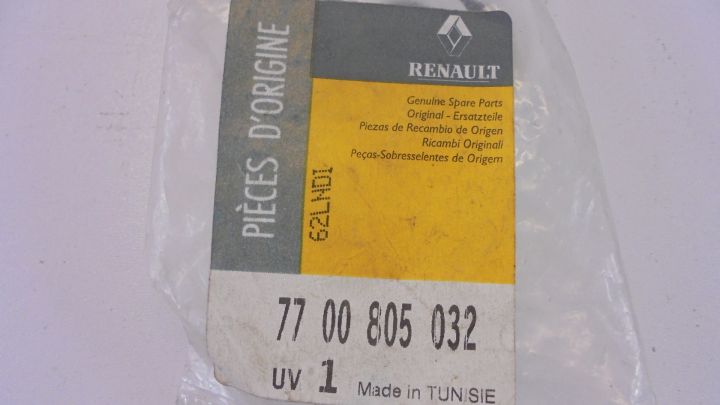 PIÈCES D'ORIGINE
RENAULT
Genuine Spare Parts
Original - Ersatzteile
Piezas de Recambio de Origen
Ricambi Originali
Peças-Sobresselentes de Origem
62LHDI
77 00 805 032
UV 1 Made in TUNISIE